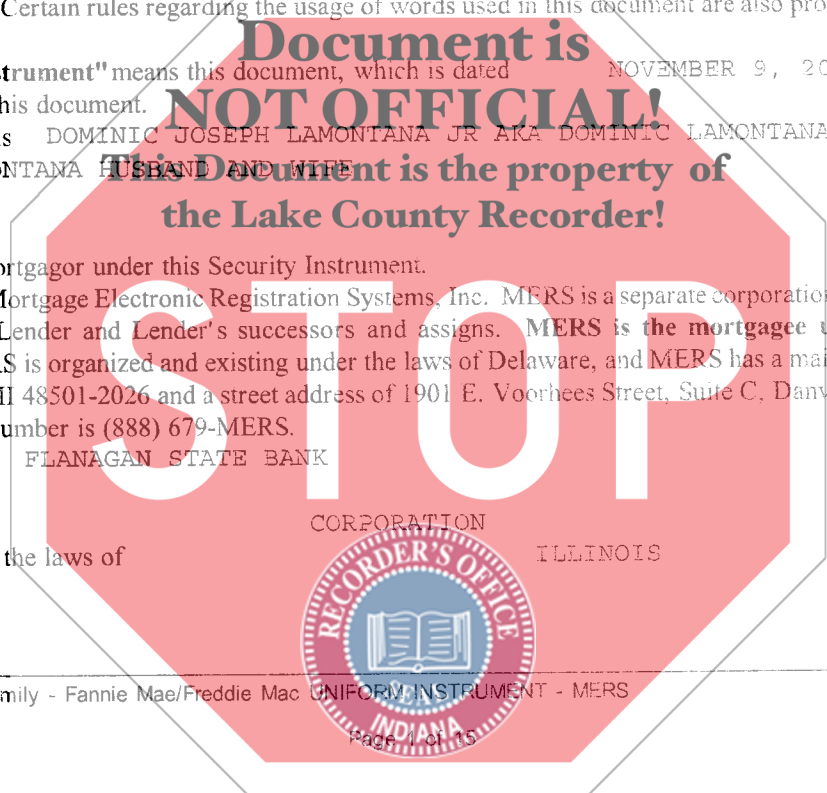 Certain rules regarding the usage of words used in this document are also pro
Document is
trument" means this document, which is dated NOVEMBER 9, 20
his document.
NOT OFFICIAL!
s DOMINIC JOSEPH LAMONTANA JR AKA DOMINIC LAMONTANA
NTANA HUSBAND AND WIFE
This Document is the property of
the Lake County Recorder!
ortgagor under this Security Instrument.
Mortgage Electronic Registration Systems, Inc. MERS is a separate corporation
Lender and Lender's successors and assigns. MERS is the mortgagee u
S is organized and existing under the laws of Delaware, and MERS has a mai
MI 48501-2026 and a street address of 1901 E. Voorhees Street, Suite C, Danv
umber is (888) 679-MERS.
STOP
FLANAGAN STATE BANK
CORPORATION
the laws of ILLINOIS
RECORDER'S OFFICE
SEAL
INDIANA
mily - Fannie Mae/Freddie Mac UNIFORM INSTRUMENT - MERS
Page 1 of 15